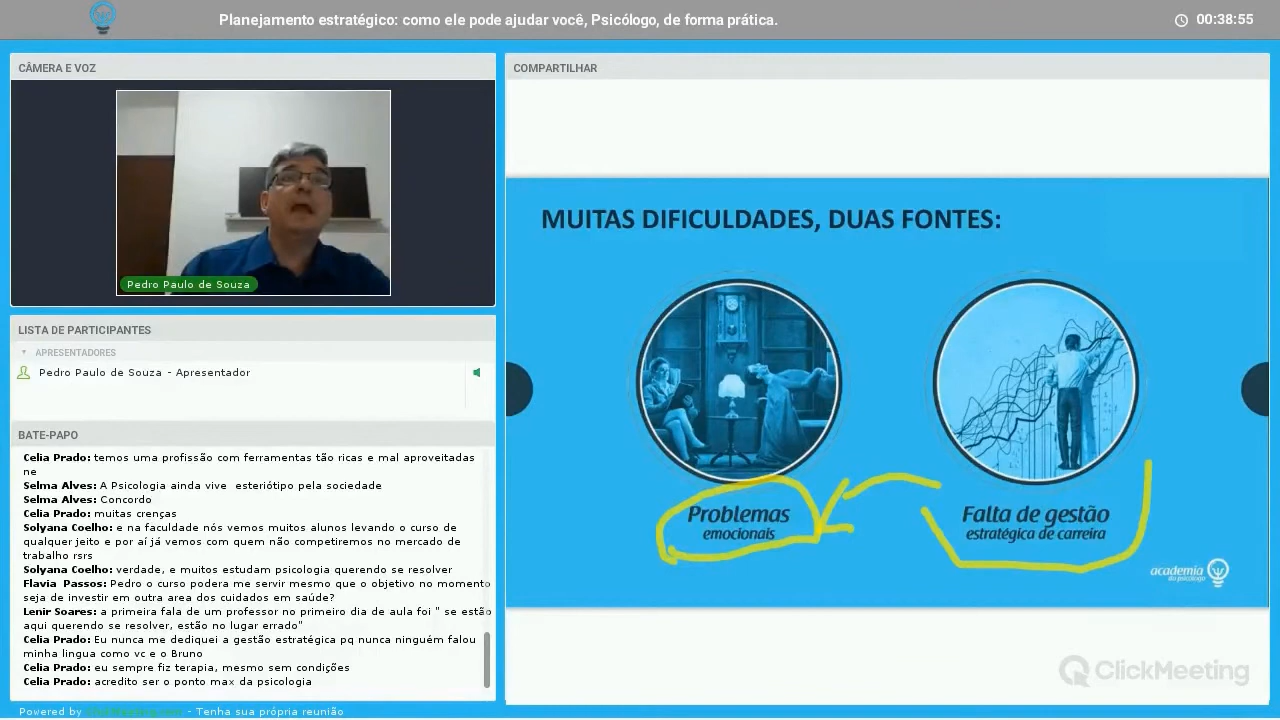 Planejamento estratégico: como ele pode ajudar você, Psicólogo, de forma prática.
00:38:55
CÂMERA E VOZ
Pedro Paulo de Souza
LISTA DE PARTICIPANTES
APRESENTADORES
Pedro Paulo de Souza - Apresentador
BATE-PAPO
Celia Prado: temos uma profissão com ferramentas tão ricas e mal aproveitadas
ne
Selma Alves: A Psicologia ainda vive esteriótipo pela sociedade
Selma Alves: Concordo
Celia Prado: muitas crenças
Solyana Coelho: e na faculdade nós vemos muitos alunos levando o curso de
qualquer jeito e por aí já vemos com quem não competiremos no mercado de
trabalho rsrs
Solyana Coelho: verdade, e muitos estudam psicologia querendo se resolver
Flavia Passos: Pedro o curso podera me servir mesmo que o objetivo no momento
seja de investir em outra area dos cuidados em saúde?
Lenir Soares: a primeira fala de um professor no primeiro dia de aula foi " se estão
aqui querendo se resolver, estão no lugar errado"
Celia Prado: Eu nunca me dediquei a gestão estratégica pq nunca ninguém falou
minha lingua como vc e o Bruno
Celia Prado: eu sempre fiz terapia, mesmo sem condições
Celia Prado: acredito ser o ponto max da psicologia
Powered by ClickMeeting.com - Tenha sua própria reunião
COMPARTILHAR
MUITAS DIFICULDADES, DUAS FONTES:
Problemas
emocionais
Falta de gestão
estratégica de carreira
academia
do psicólogo
ClickMeeting